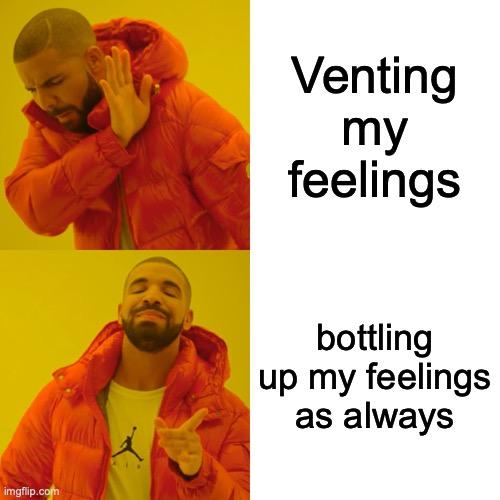 Venting
my
feelings
bottling
up my feelings
as always
imgflip.com